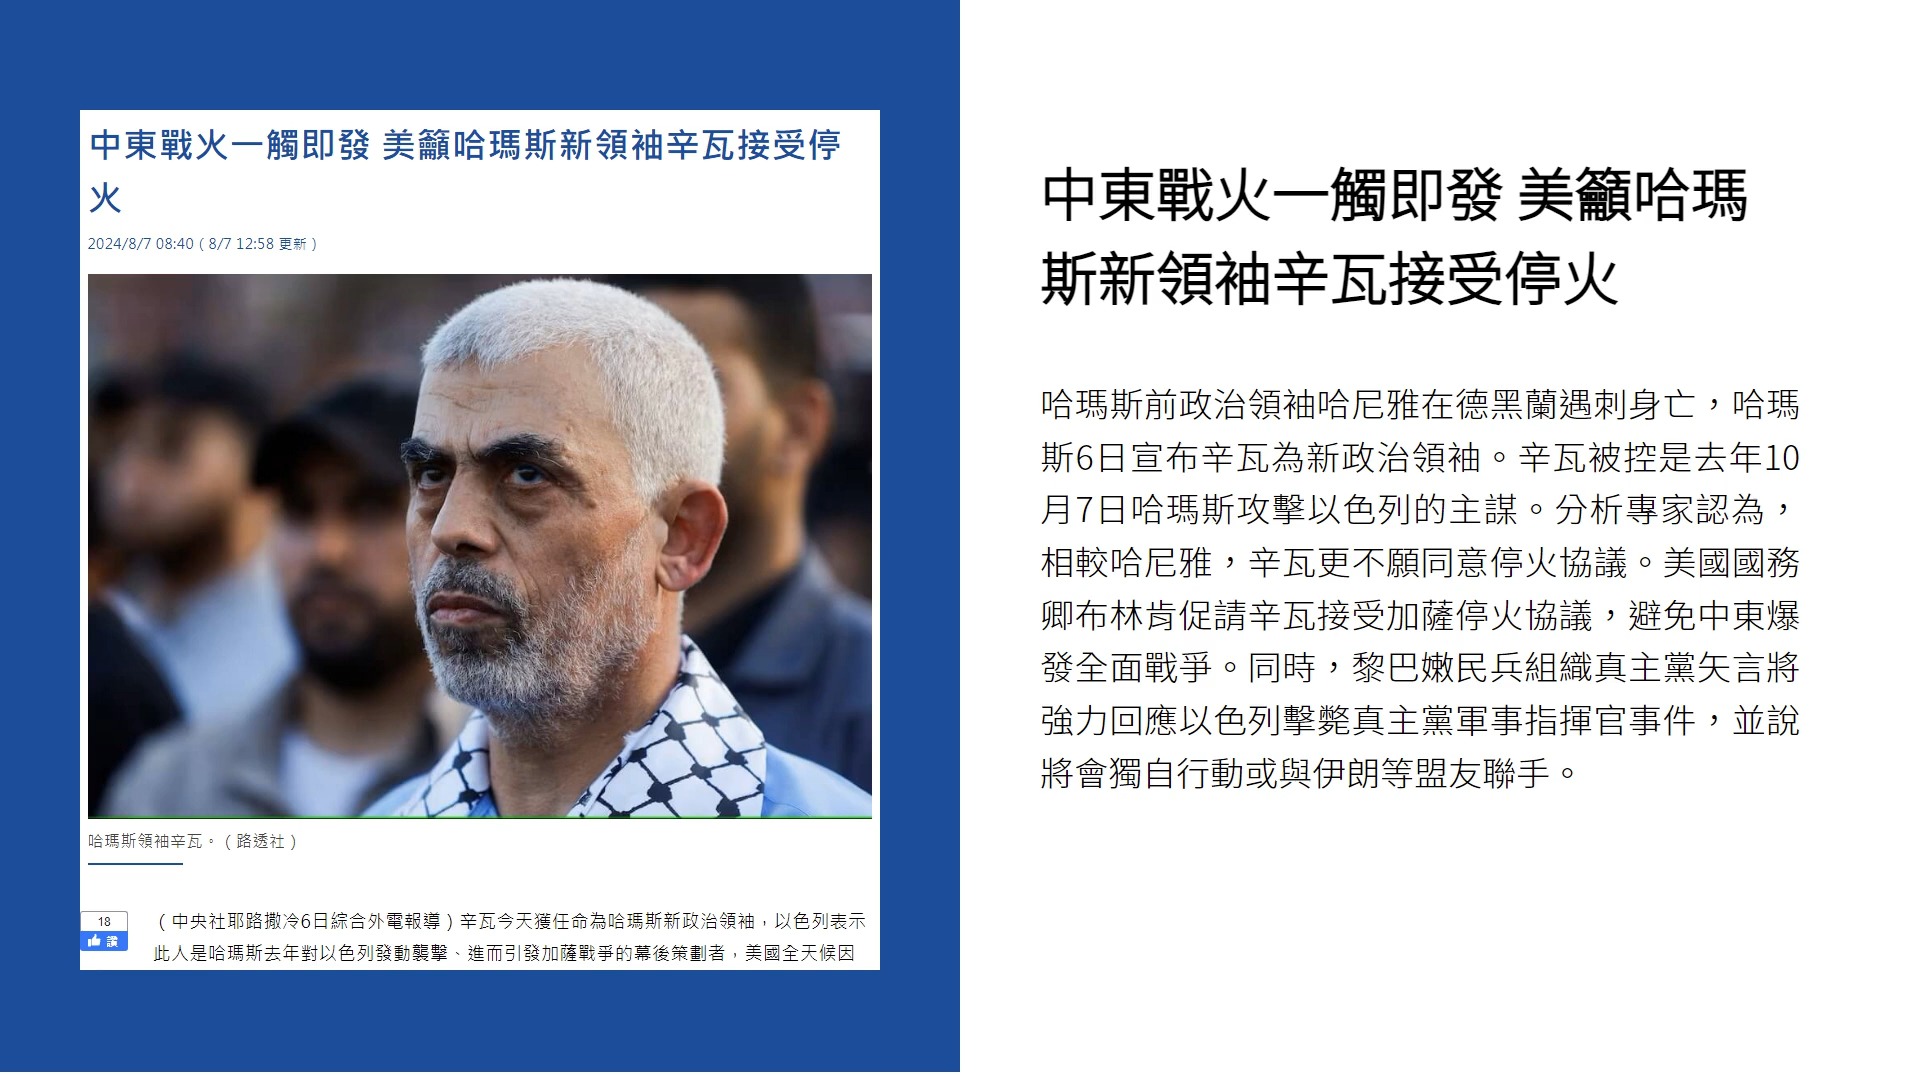 中東戰火一觸即發 美籲哈瑪斯新領袖辛瓦接受停
火
2024/8/7 08:40（8/7 12:58 更新）
哈瑪斯領袖辛瓦。（路透社）
18
讚
（中央社耶路撒冷6日綜合外電報導）辛瓦今天獲任命為哈瑪斯新政治領袖，以色列表示
此人是哈瑪斯去年對以色列發動襲擊、進而引發加薩戰爭的幕後策劃者，美國全天候因
中東戰火一觸即發 美籲哈瑪
斯新領袖辛瓦接受停火
哈瑪斯前政治領袖哈尼雅在德黑蘭遇刺身亡，哈瑪
斯6日宣布辛瓦為新政治領袖。辛瓦被控是去年10
月7日哈瑪斯攻擊以色列的主謀。分析專家認為，
相較哈尼雅，辛瓦更不願同意停火協議。美國國務
卿布林肯促請辛瓦接受加薩停火協議，避免中東爆
發全面戰爭。同時，黎巴嫩民兵組織真主黨矢言將
強力回應以色列擊斃真主黨軍事指揮官事件，並說
將會獨自行動或與伊朗等盟友聯手。